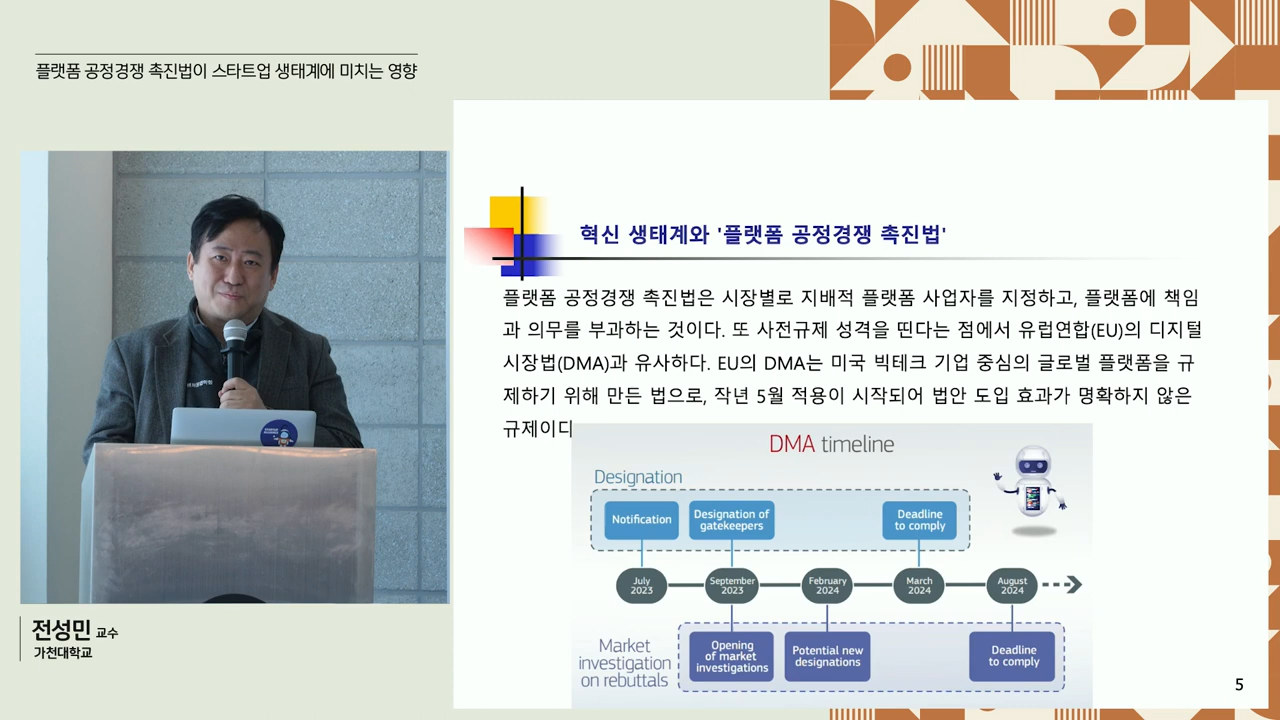 플랫폼 공정경쟁 촉진법이 스타트업 생태계에 미치는 영향
전성민 교수
가천대학교
혁신 생태계와 '플랫폼 공정경쟁 촉진법'
플랫폼 공정경쟁 촉진법은 시장별로 지배적 플랫폼 사업자를 지정하고, 플랫폼에 책임
과 의무를 부과하는 것이다. 또 사전규제 성격을 띤다는 점에서 유럽연합(EU)의 디지털
시장법(DMA)과 유사하다. EU의 DMA는 미국 빅테크 기업 중심의 글로벌 플랫폼을 규
제하기 위해 만든 법으로, 작년 5월 적용이 시작되어 법안 도입 효과가 명확하지 않은
규제이다
DMA timeline
Designation
Notification
Designation of
gatekeepers
Deadline
to comply
July
2023
September
2023
February
2024
March
2024
August
2024
Market
investigation
on rebuttals
Opening
of market
investigations
Potential new
designations
Deadline
to comply
5